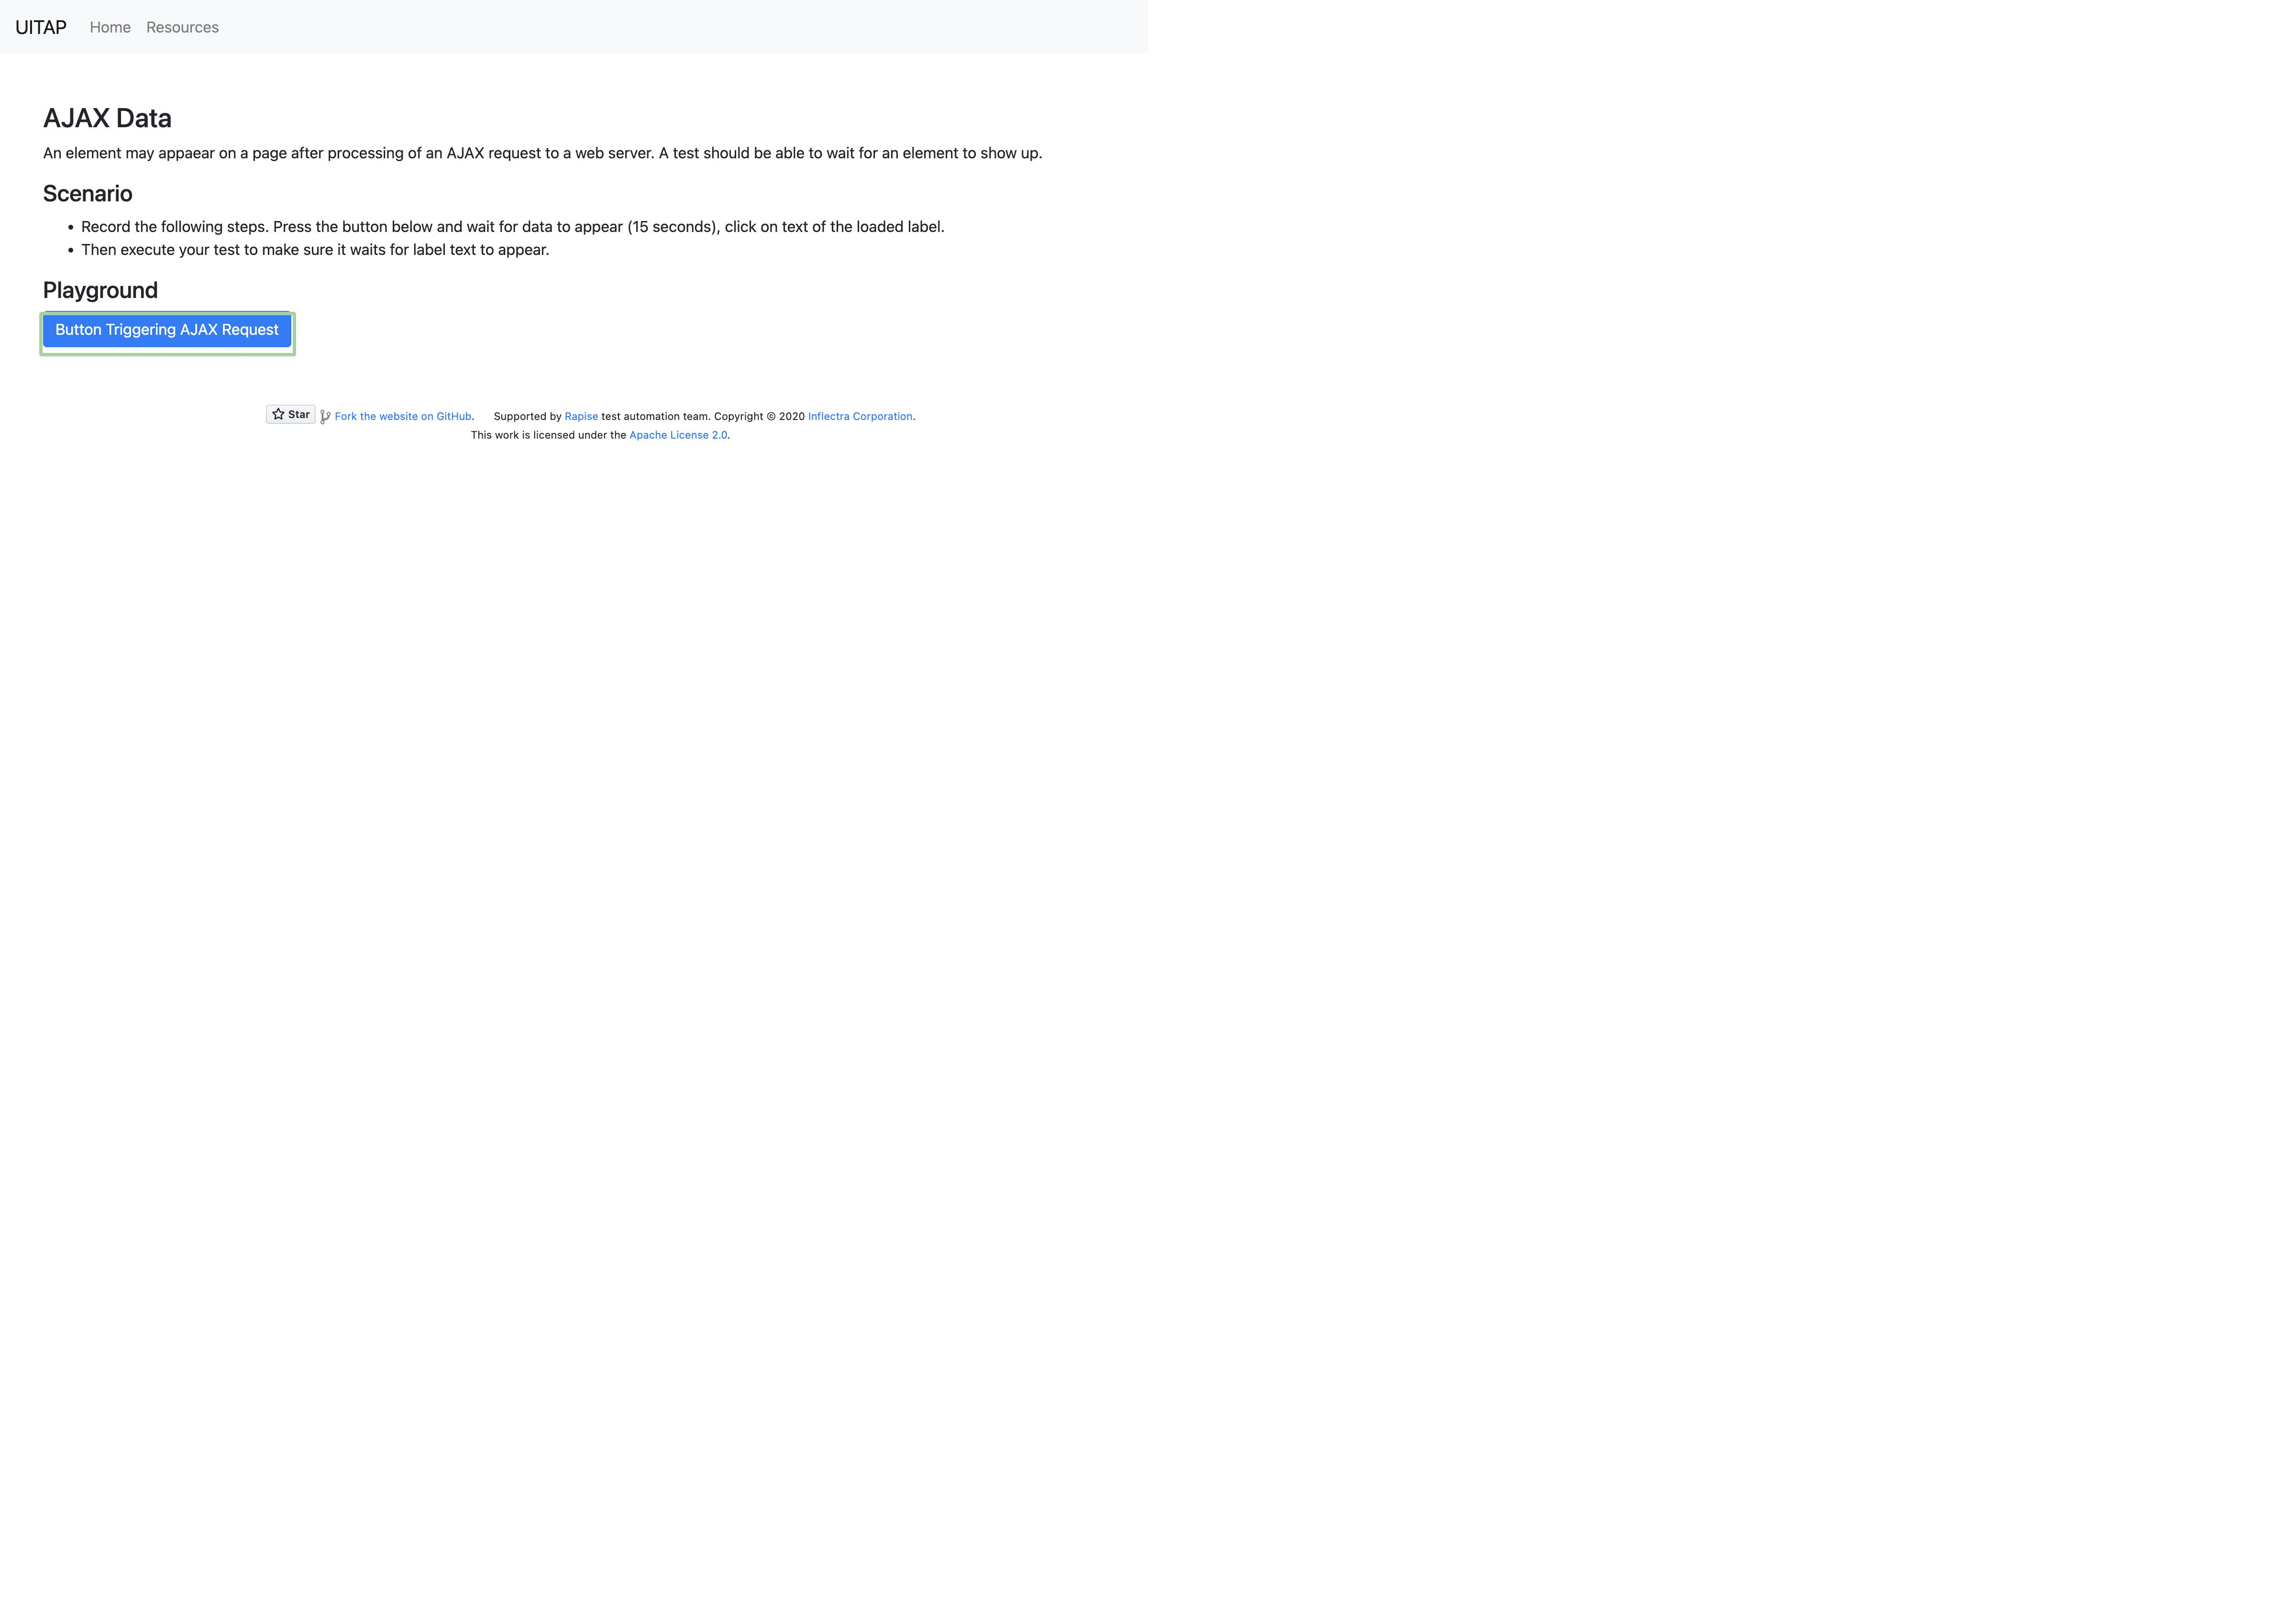 UITAP Home Resources
AJAX Data
An element may appaear on a page after processing of an AJAX request to a web server. A test should be able to wait for an element to show up.
Scenario
• Record the following steps. Press the button below and wait for data to appear (15 seconds), click on text of the loaded label.
• Then execute your test to make sure it waits for label text to appear.
Playground
Button Triggering AJAX Request
Star Fork the website on GitHub. Supported by Rapise test automation team. Copyright © 2020 Inflectra Corporation.
This work is licensed under the Apache License 2.0.